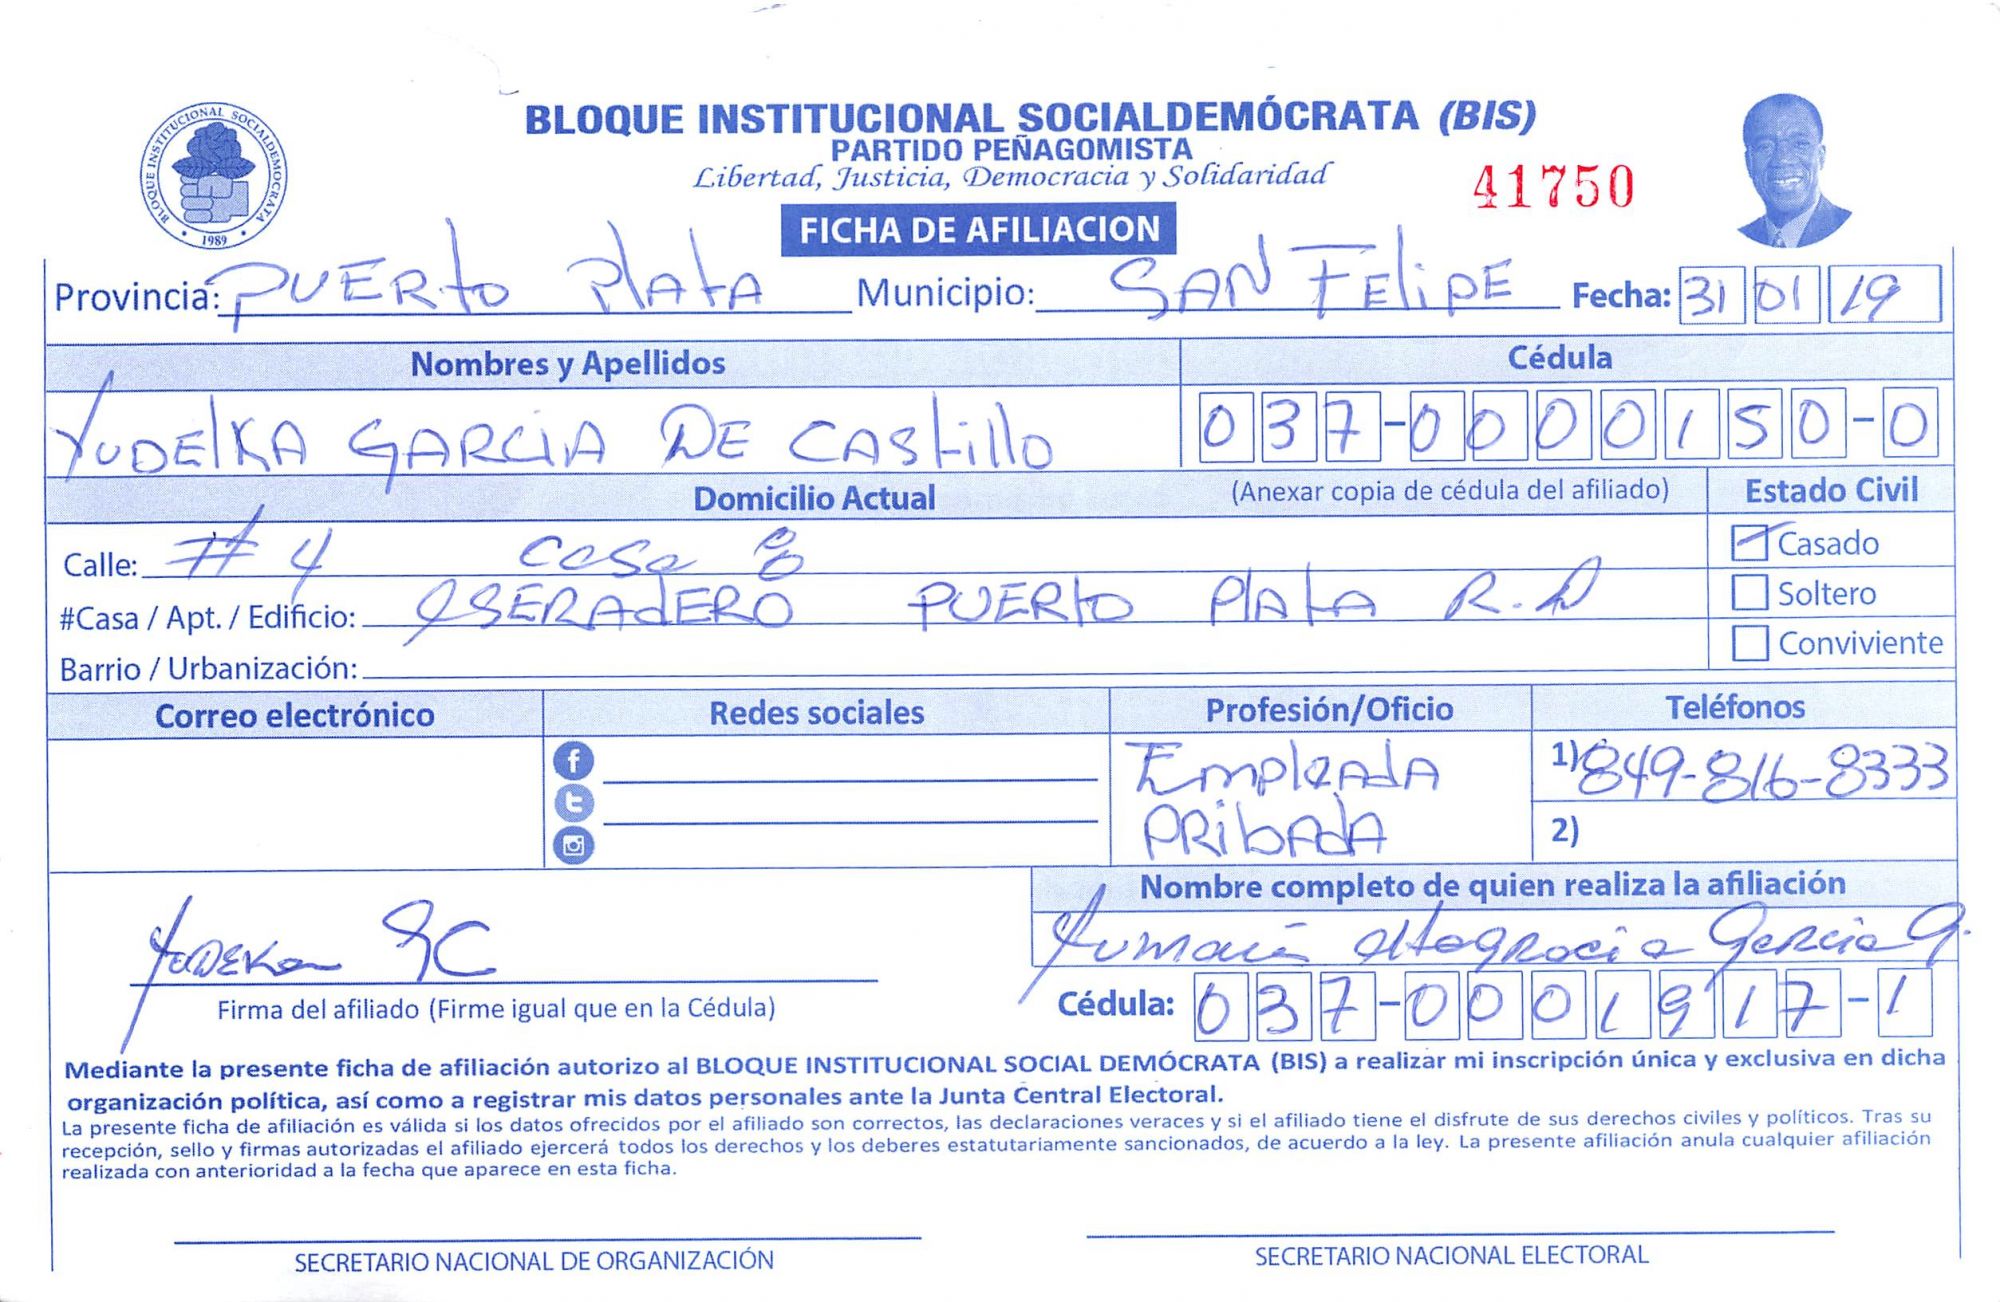 BLOQUE INSTITUCIONAL SOCIALDEMOCRATA
1989
BLOQUE INSTITUCIONAL SOCIALDEMÓCRATA (BIS)
PARTIDO PEÑAGOMISTA
Libertad, Justicia, Democracia y Solidaridad
41750
FICHA DE AFILIACION
Provincia: PUERto PlAtA Municipio: SAN FElipE Fecha: 31 01 19
Nombres y Apellidos Cédula
YUDElKA GARCIA DE CAStillo 037-0000150-0
Domicilio Actual (Anexar copia de cédula del afiliado) Estado Civil
Calle: # 4 Casa 8 Casado
#Casa / Apt. / Edificio: PUERto PlAtA R.D Soltero
Barrio / Urbanización: Conviviente
Correo electrónico Redes sociales Profesión/Oficio Teléfonos
EmplEAdA 1) 849-816-8333
PRibAdA 2)
Nombre completo de quien realiza la afiliación
Altagracia Garcia G.
Firma del afiliado (Firme igual que en la Cédula) Cédula: 037-0001917-1
Mediante la presente ficha de afiliación autorizo al BLOQUE INSTITUCIONAL SOCIAL DEMÓCRATA (BIS) a realizar mi inscripción única y exclusiva en dicha
organización política, así como a registrar mis datos personales ante la Junta Central Electoral.
La presente ficha de afiliación es válida si los datos ofrecidos por el afiliado son correctos, las declaraciones veraces y si el afiliado tiene el disfrute de sus derechos civiles y políticos. Tras su
recepción, sello y firmas autorizadas el afiliado ejercerá todos los derechos y los deberes estatutariamente sancionados, de acuerdo a la ley. La presente afiliación anula cualquier afiliación
realizada con anterioridad a la fecha que aparece en esta ficha.
SECRETARIO NACIONAL DE ORGANIZACIÓN SECRETARIO NACIONAL ELECTORAL